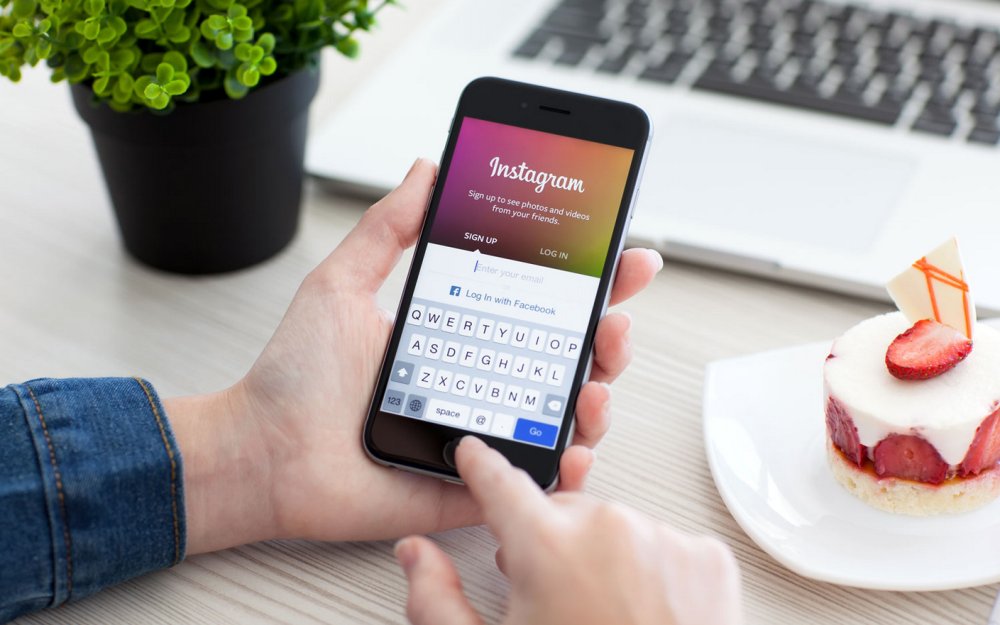 Instagram
Sign up to see photos and videos
from your friends.
SIGN UP
LOG IN
Enter your email
OR
Log In with Facebook
Q W E R T Y U I O P
A S D F G H J K L
Z X C V B N M
123 space @ . Go